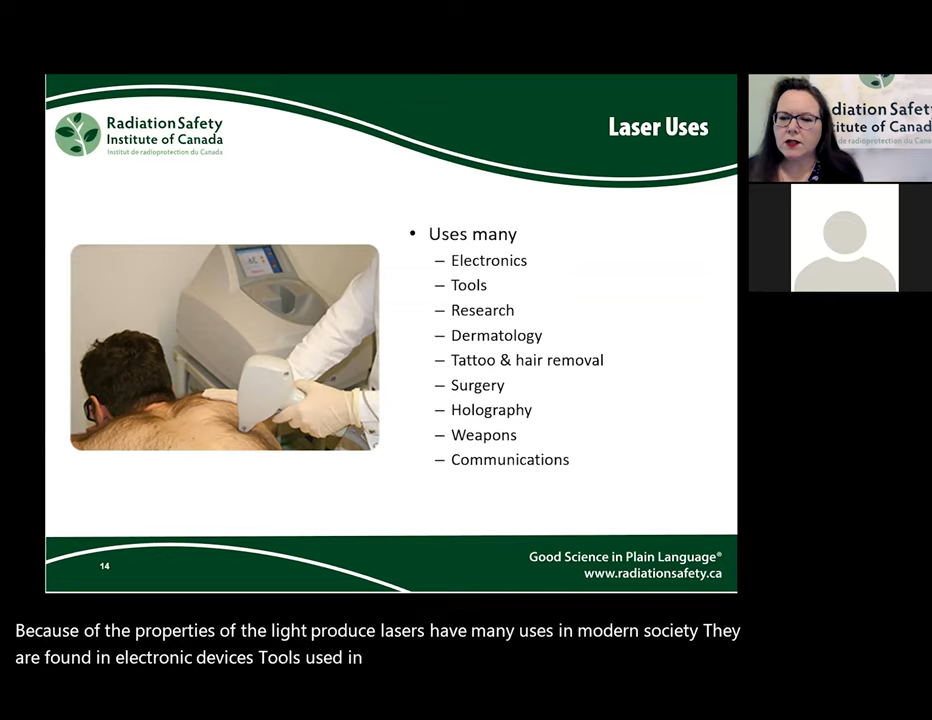 Radiation Safety
Institute of Canada
Institut de radioprotection du Canada
Laser Uses
• Uses many
– Electronics
– Tools
– Research
– Dermatology
– Tattoo & hair removal
– Surgery
– Holography
– Weapons
– Communications
14
Good Science in Plain Language®
www.radiationsafety.ca
diation Safet
itute of Canad
de radioprotection du Cana
Because of the properties of the light produce lasers have many uses in modern society They
are found in electronic devices Tools used in